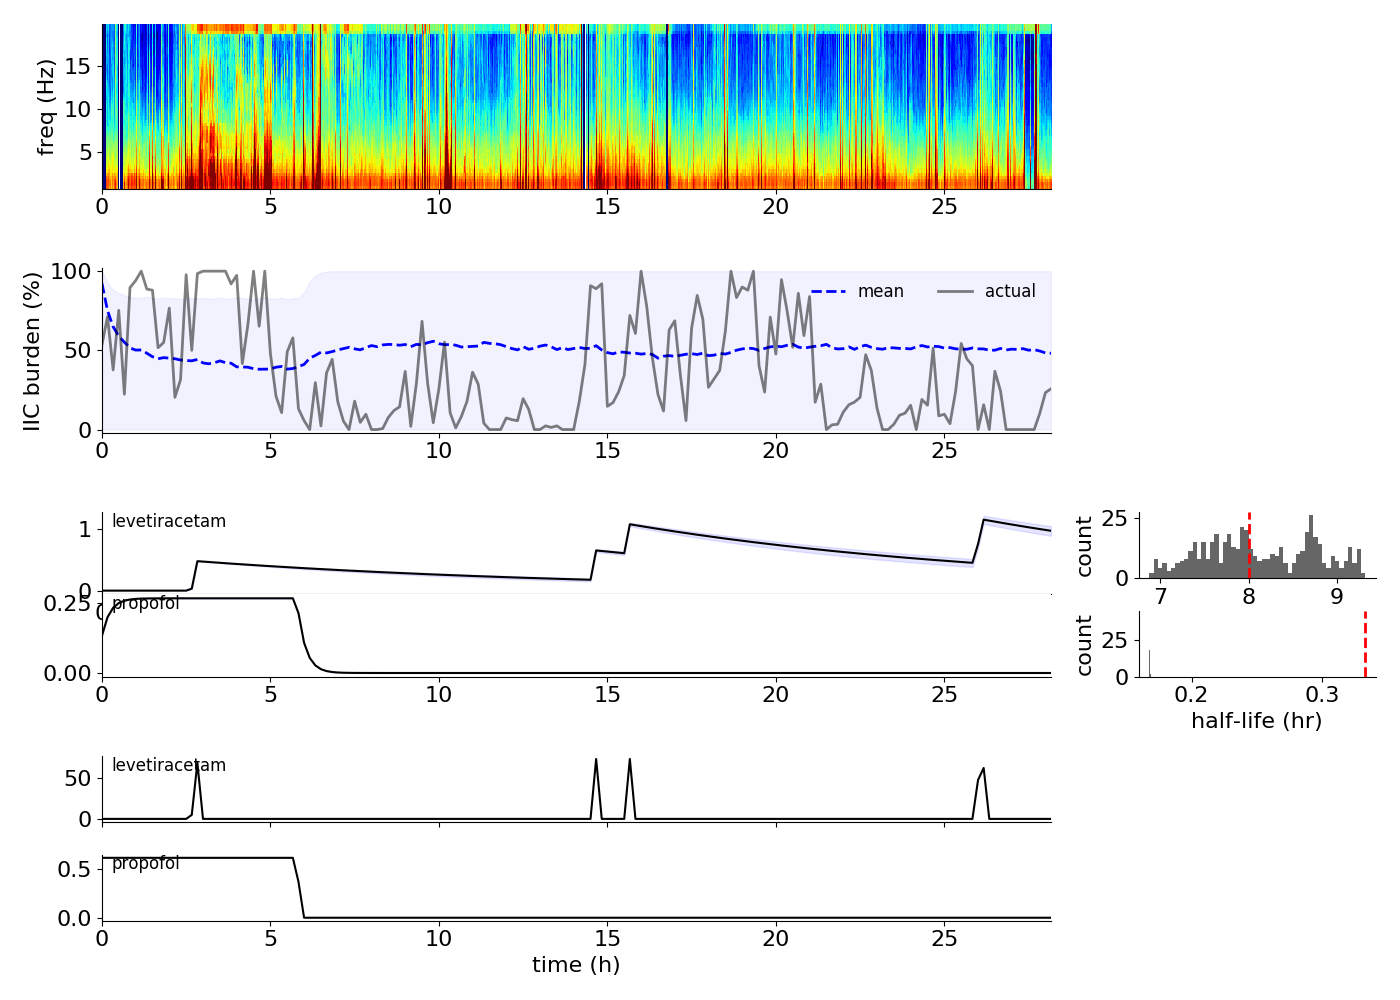 freq (Hz)
15
10
5
0 5 10 15 20 25
IIC burden (%)
100
50
0
mean actual
0 5 10 15 20 25
levetiracetam
1
0
0
count
25
0
7 8 9
propofol
0.25
0.00
0 5 10 15 20 25
count
25
0
0.2 0.3
half-life (hr)
levetiracetam
50
0
propofol
0.5
0.0
0 5 10 15 20 25
time (h)